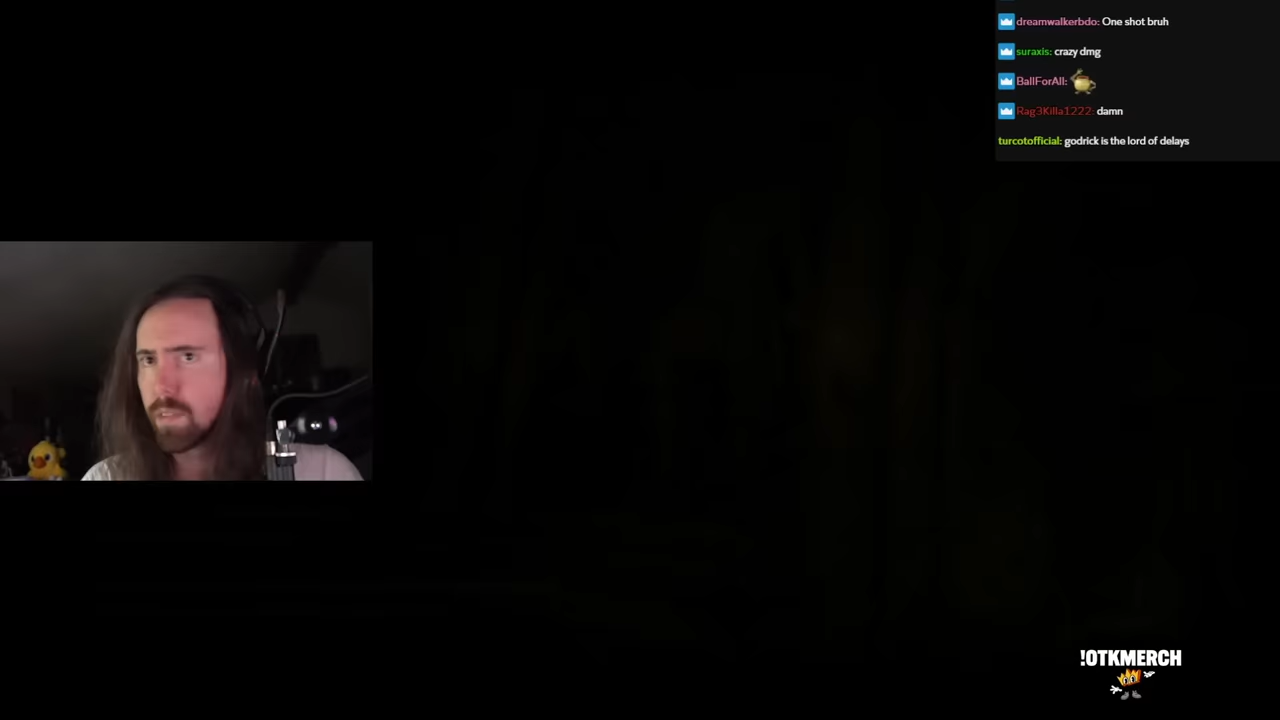 dreamwalkerbdo: One shot bruh
suraxis: crazy dmg
BallForAll:
Rag3Killa1222: damn
turcotofficial: godrick is the lord of delays
!OTKMERCH